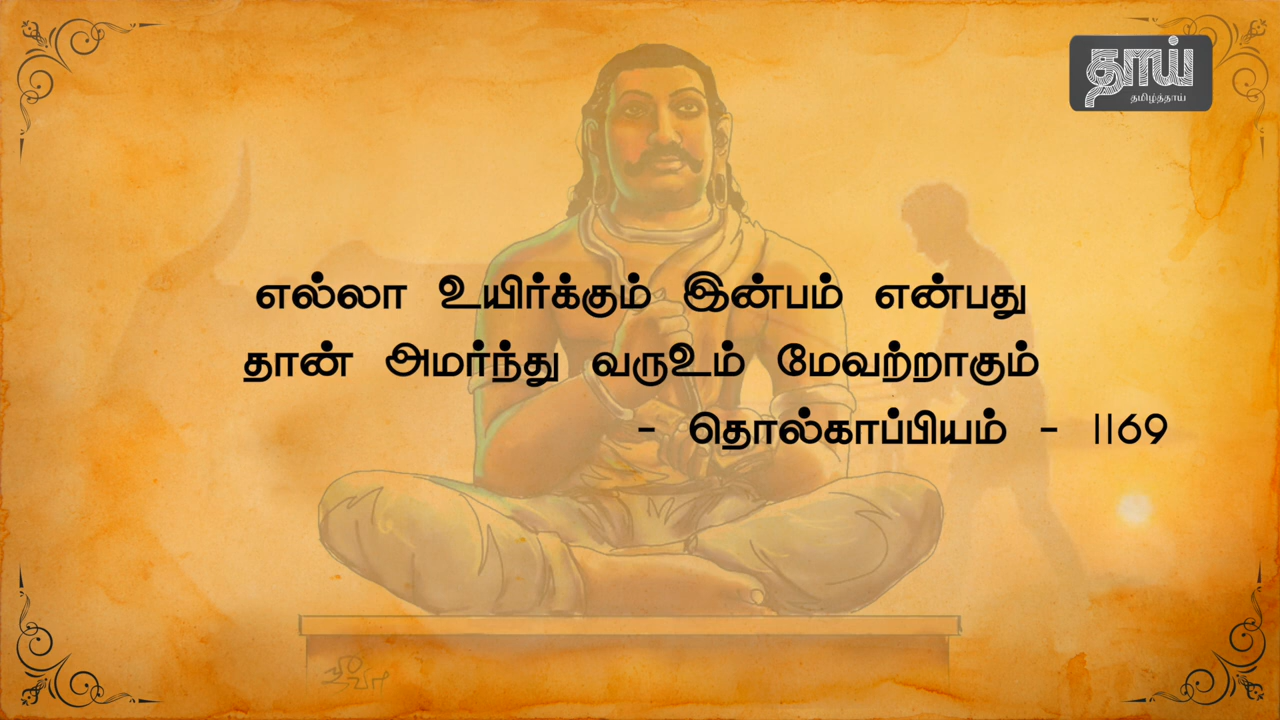 தாய்
தமிழ்த்தாய்
எல்லா உயிர்க்கும் இன்பம் என்பது
தான் அமர்ந்து வரூஉம் மேவற்றாகும்
- தொல்காப்பியம் - 1169
ஜீவா